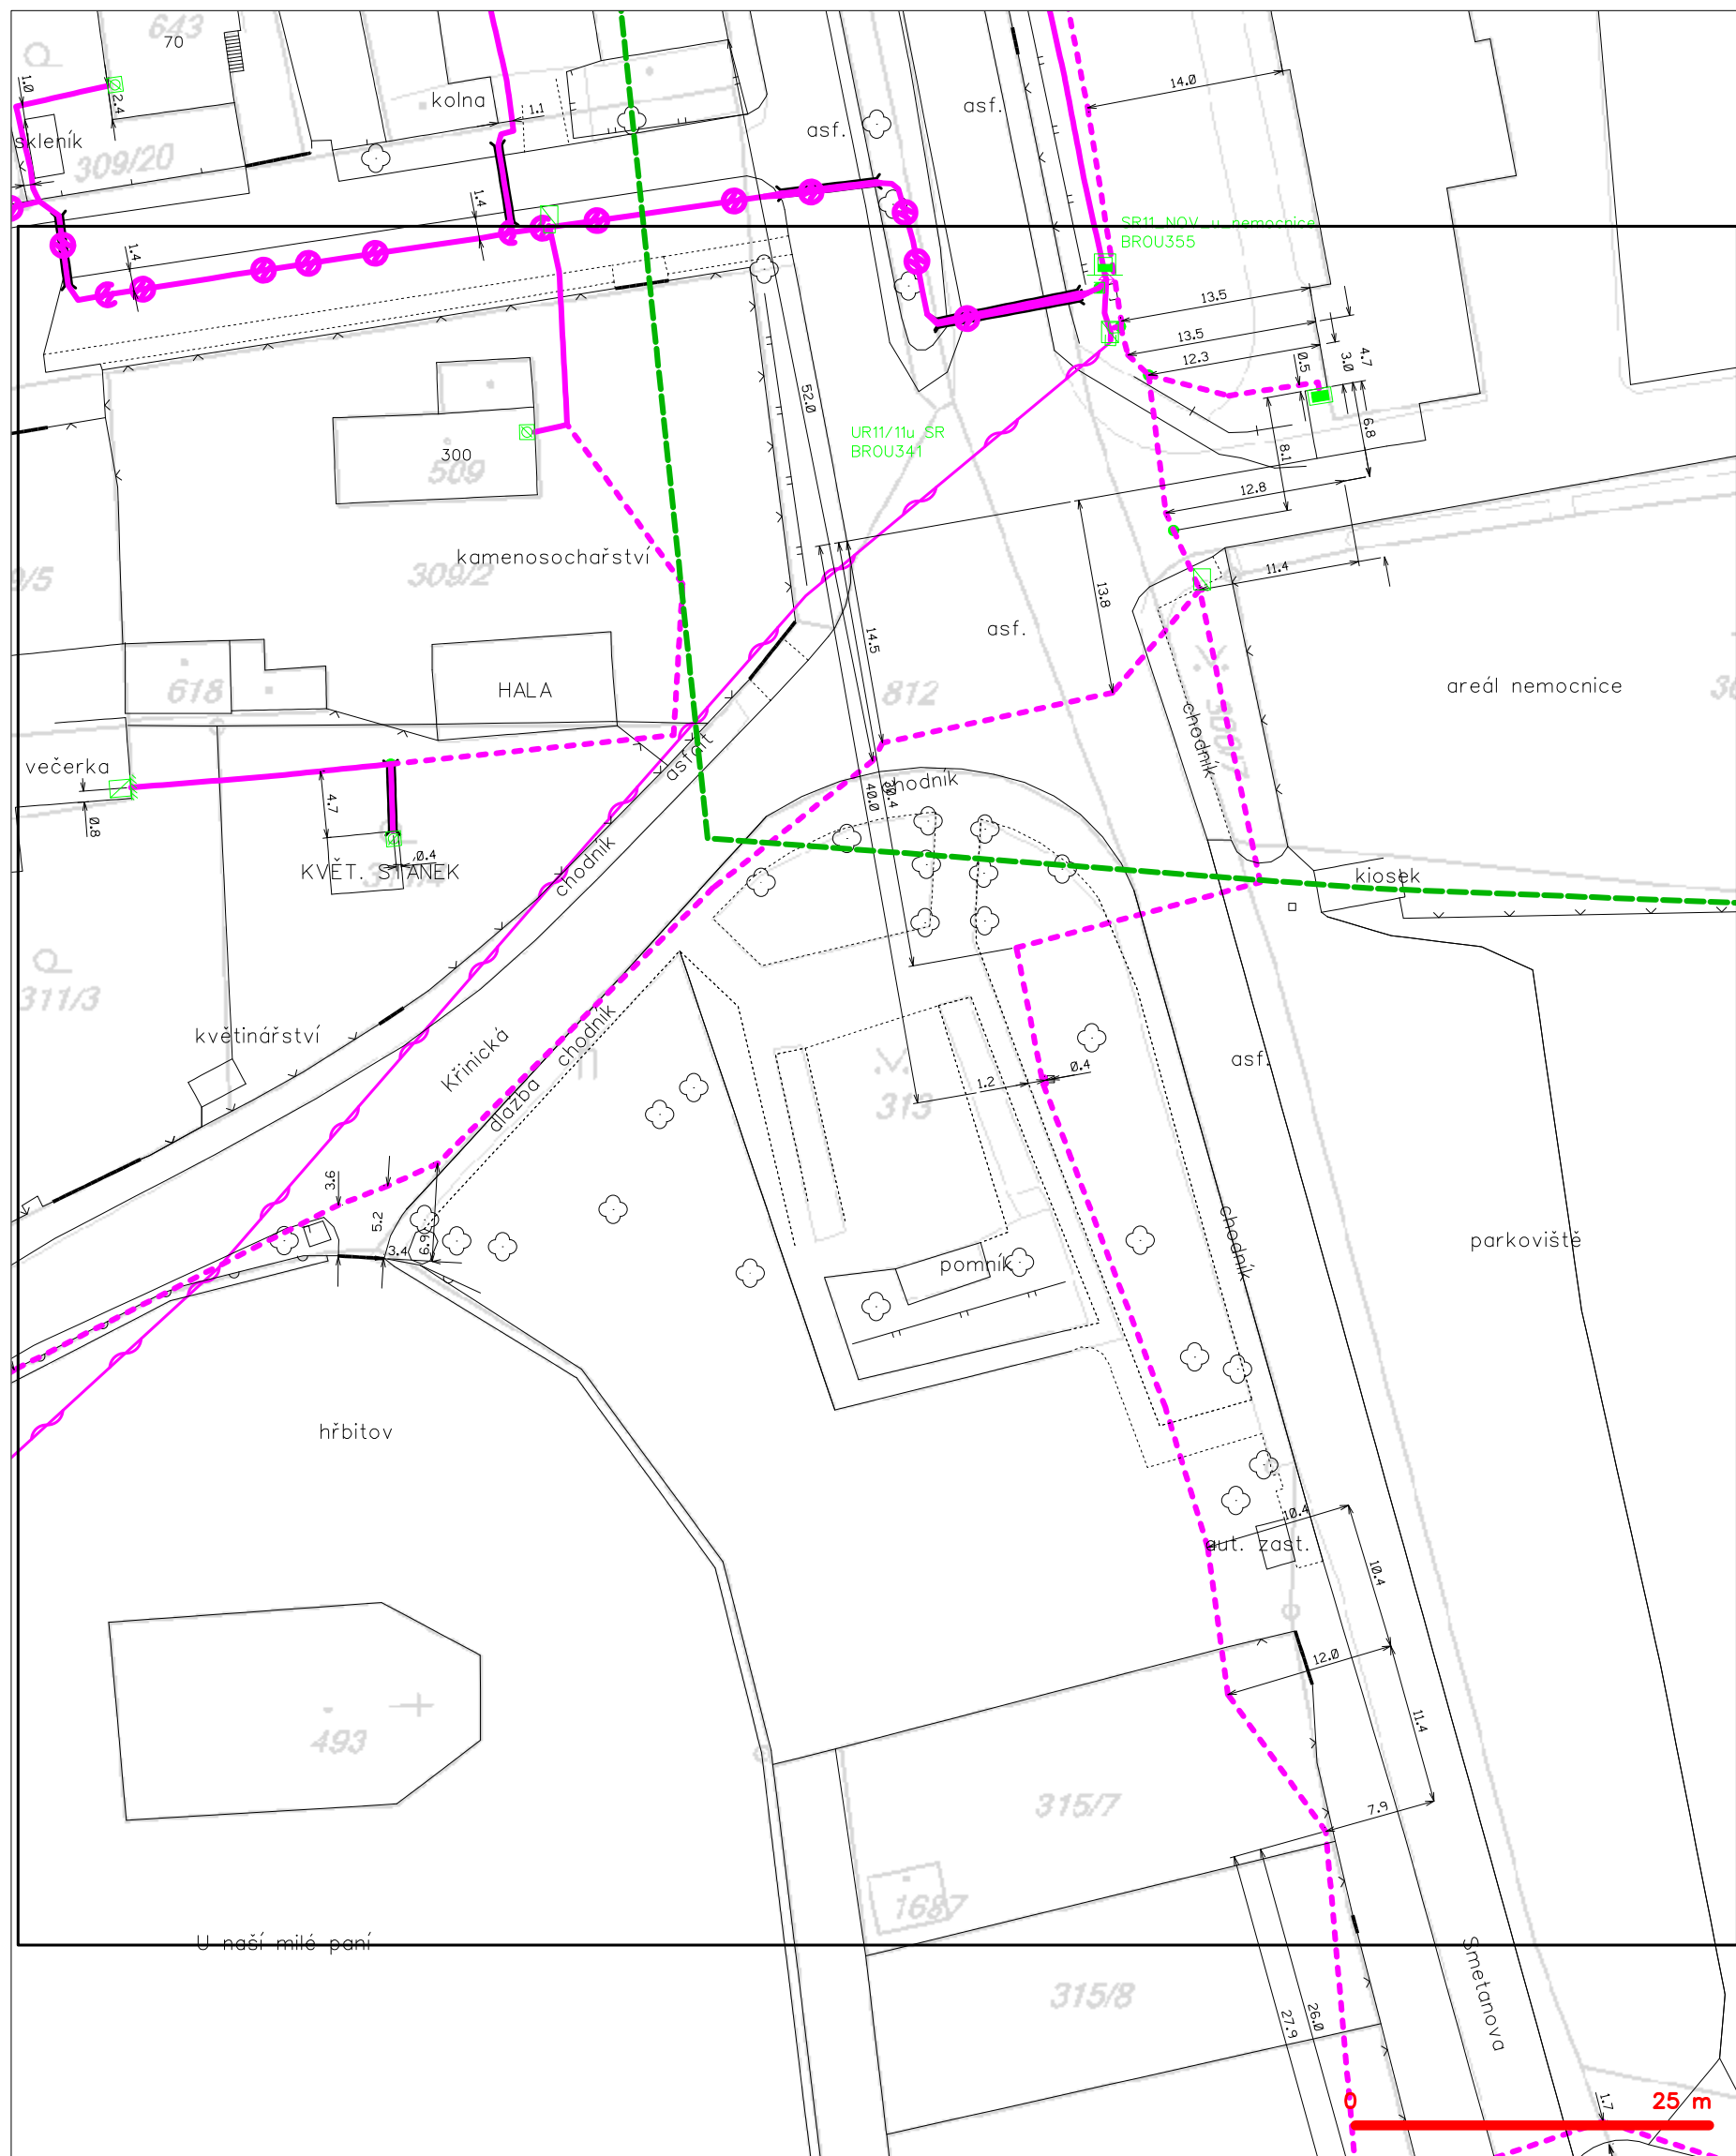 643
70
1.0
2.4
kolna
1.1
asf.
asf.
14.0
skleník
309/20
1.4
SR11_NOV_u_nemocnice
BROU355
1.4
13.5
13.5
12.3
0.5
3.0
4.7
52.0
UR11/11u SR
BROU341
300
509
8.1
6.8
12.8
kamenosochařství
309/2
11.4
13.8
asf.
14.5
618
HALA
812
areál nemocnice
chodník
večerka
asfalt
chodník
40.0
4.7
0.8
0.4
KVĚT. STÁNEK
chodník
kiosek
311/3
květinářství
Křinická
chodník
dlažba
asf.
1.2
0.4
313
3.6
5.2
3.4
6.9
chodník
parkoviště
pomník
hřbitov
10.4
aut. zast.
10.4
12.0
493
11.4
315/7
7.9
1687
U naší milé paní
Smetanova
315/8
27.9
26.0
1.7
0
25 m